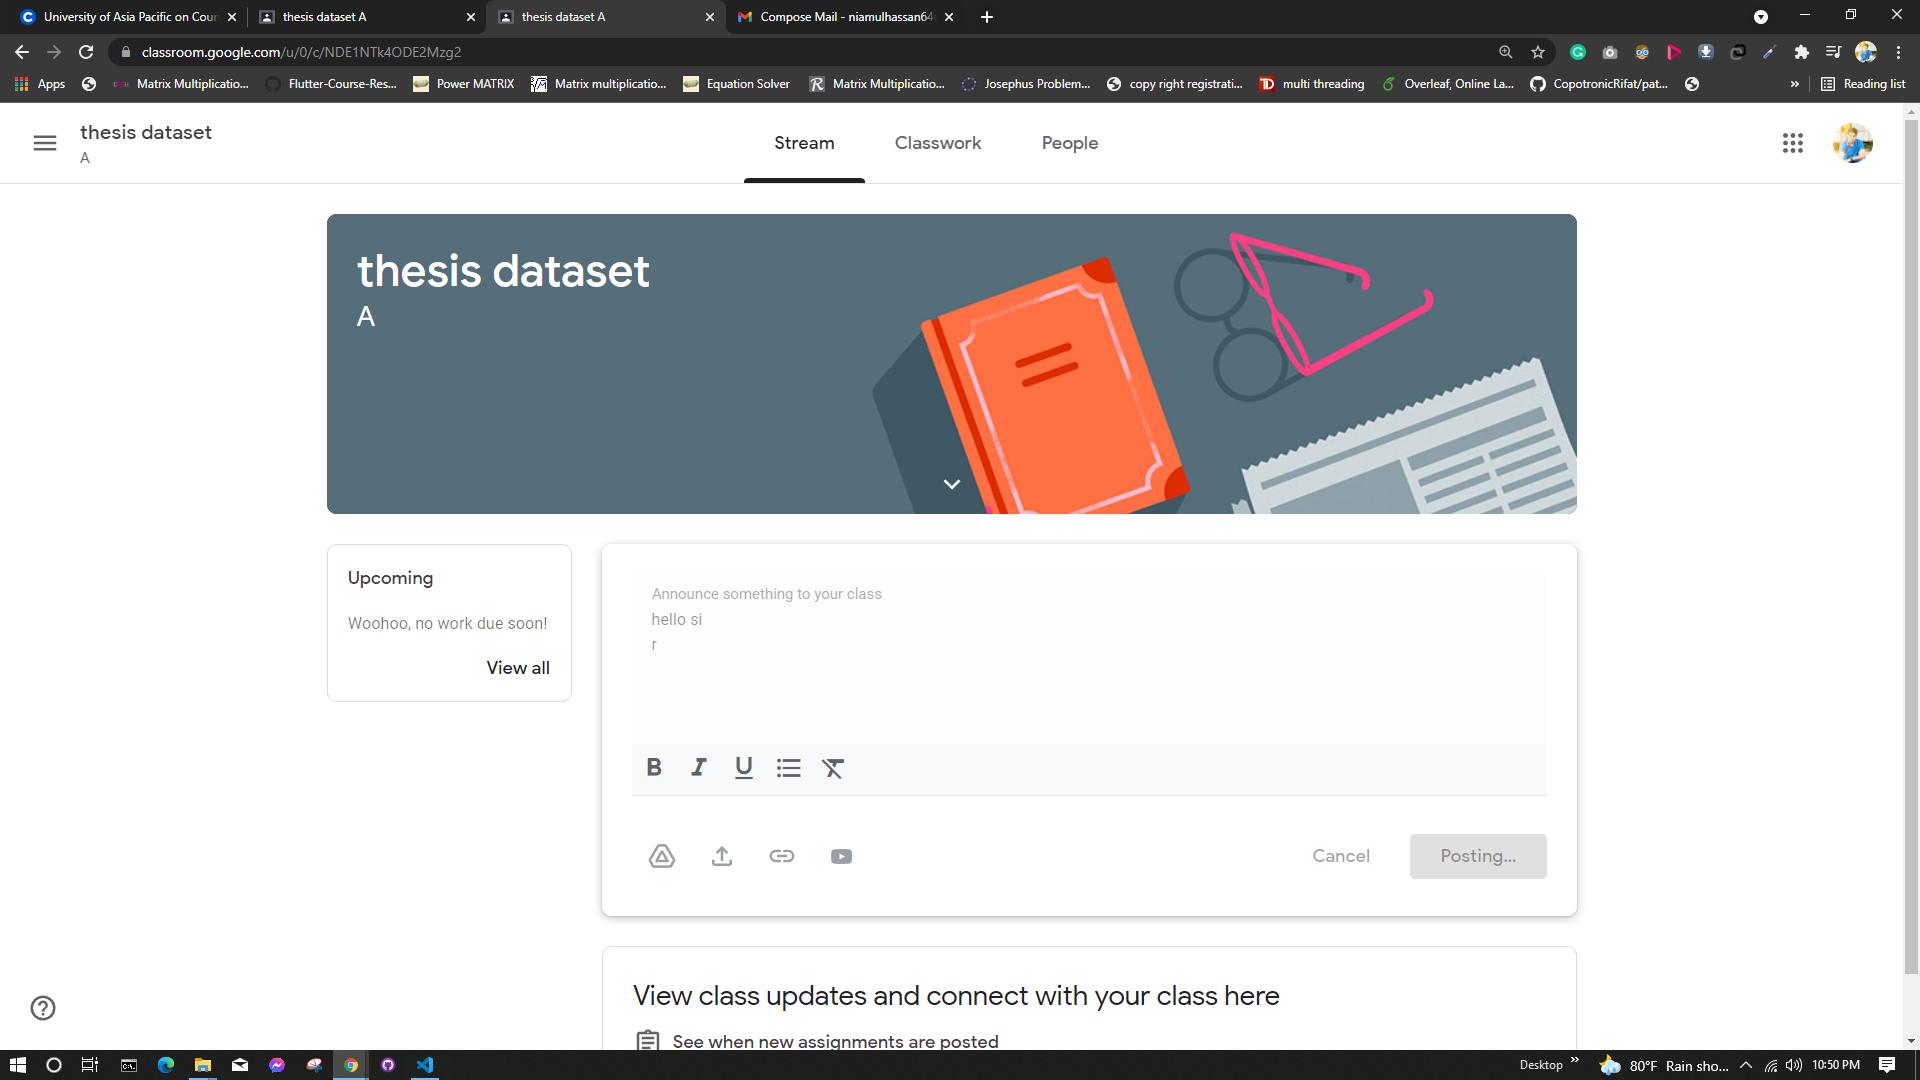 University of Asia Pacific on Cour
thesis dataset A
thesis dataset A
Compose Mail - niamulhassan64
classroom.google.com/u/0/c/NDE1NTk4ODE2Mzg2
Apps
Matrix Multiplicatio...
Flutter-Course-Res...
Power MATRIX
Matrix multiplicatio...
Equation Solver
Matrix Multiplicatio...
Josephus Problem...
copy right registrati...
multi threading
Overleaf, Online La...
CopotronicRifat/pat...
Reading list
thesis dataset
A
Stream
Classwork
People
thesis dataset
A
Upcoming
Woohoo, no work due soon!
View all
Announce something to your class
hello si
r
B I U
Cancel
Posting...
View class updates and connect with your class here
See when new assignments are posted
Desktop
80°F Rain sho...
10:50 PM